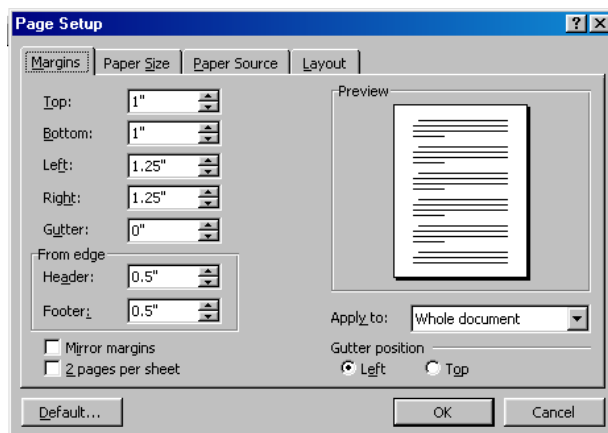 Page Setup
Margins Paper Size Paper Source Layout
Top: 1"
Bottom: 1"
Left: 1.25"
Right: 1.25"
Gutter: 0"
From edge
Header: 0.5"
Footer: 0.5"
Mirror margins
2 pages per sheet
Preview
Apply to: Whole document
Gutter position
Left Top
Default... OK Cancel